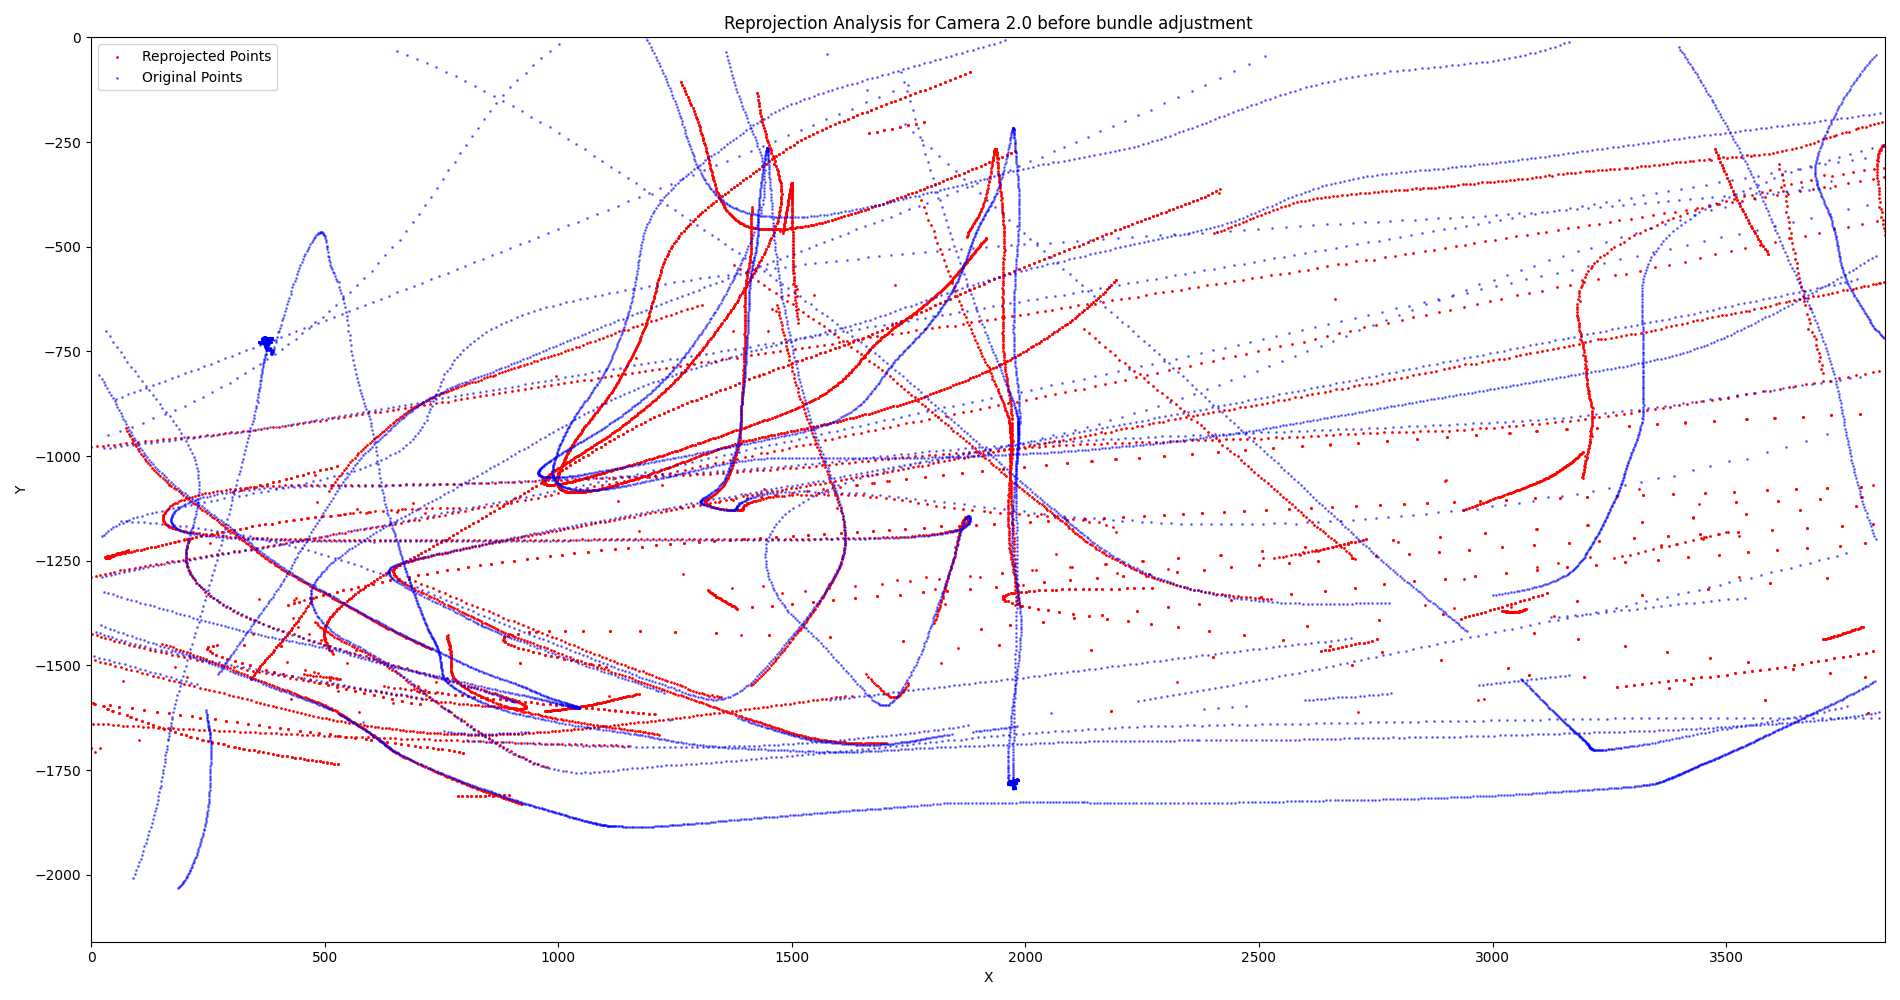 Reprojection Analysis for Camera 2.0 before bundle adjustment
Reprojected Points
Original Points
0
−250
−500
−750
−1000
−1250
−1500
−1750
−2000
Y
0 500 1000 1500 2000 2500 3000 3500
X